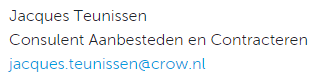 Jacques Teunissen
Consulent Aanbesteden en Contracteren
jacques.teunissen@crow.nl